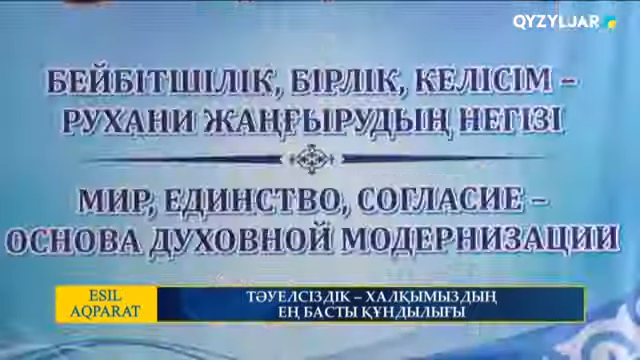 QYZYLJAR
БЕЙБІТШІЛІК, БІРЛІК, КЕЛІСІМ –
РУХАНИ ЖАҢҒЫРУДЫҢ НЕГІЗІ
МИР, ЕДИНСТВО, СОГЛАСИЕ –
ОСНОВА ДУХОВНОЙ МОДЕРНИЗАЦИИ
ESIL
AQPARAT
ТӘУЕЛСІЗДІК – ХАЛҚЫМЫЗДЫҢ
ЕҢ БАСТЫ ҚҰНДЫЛЫҒЫ